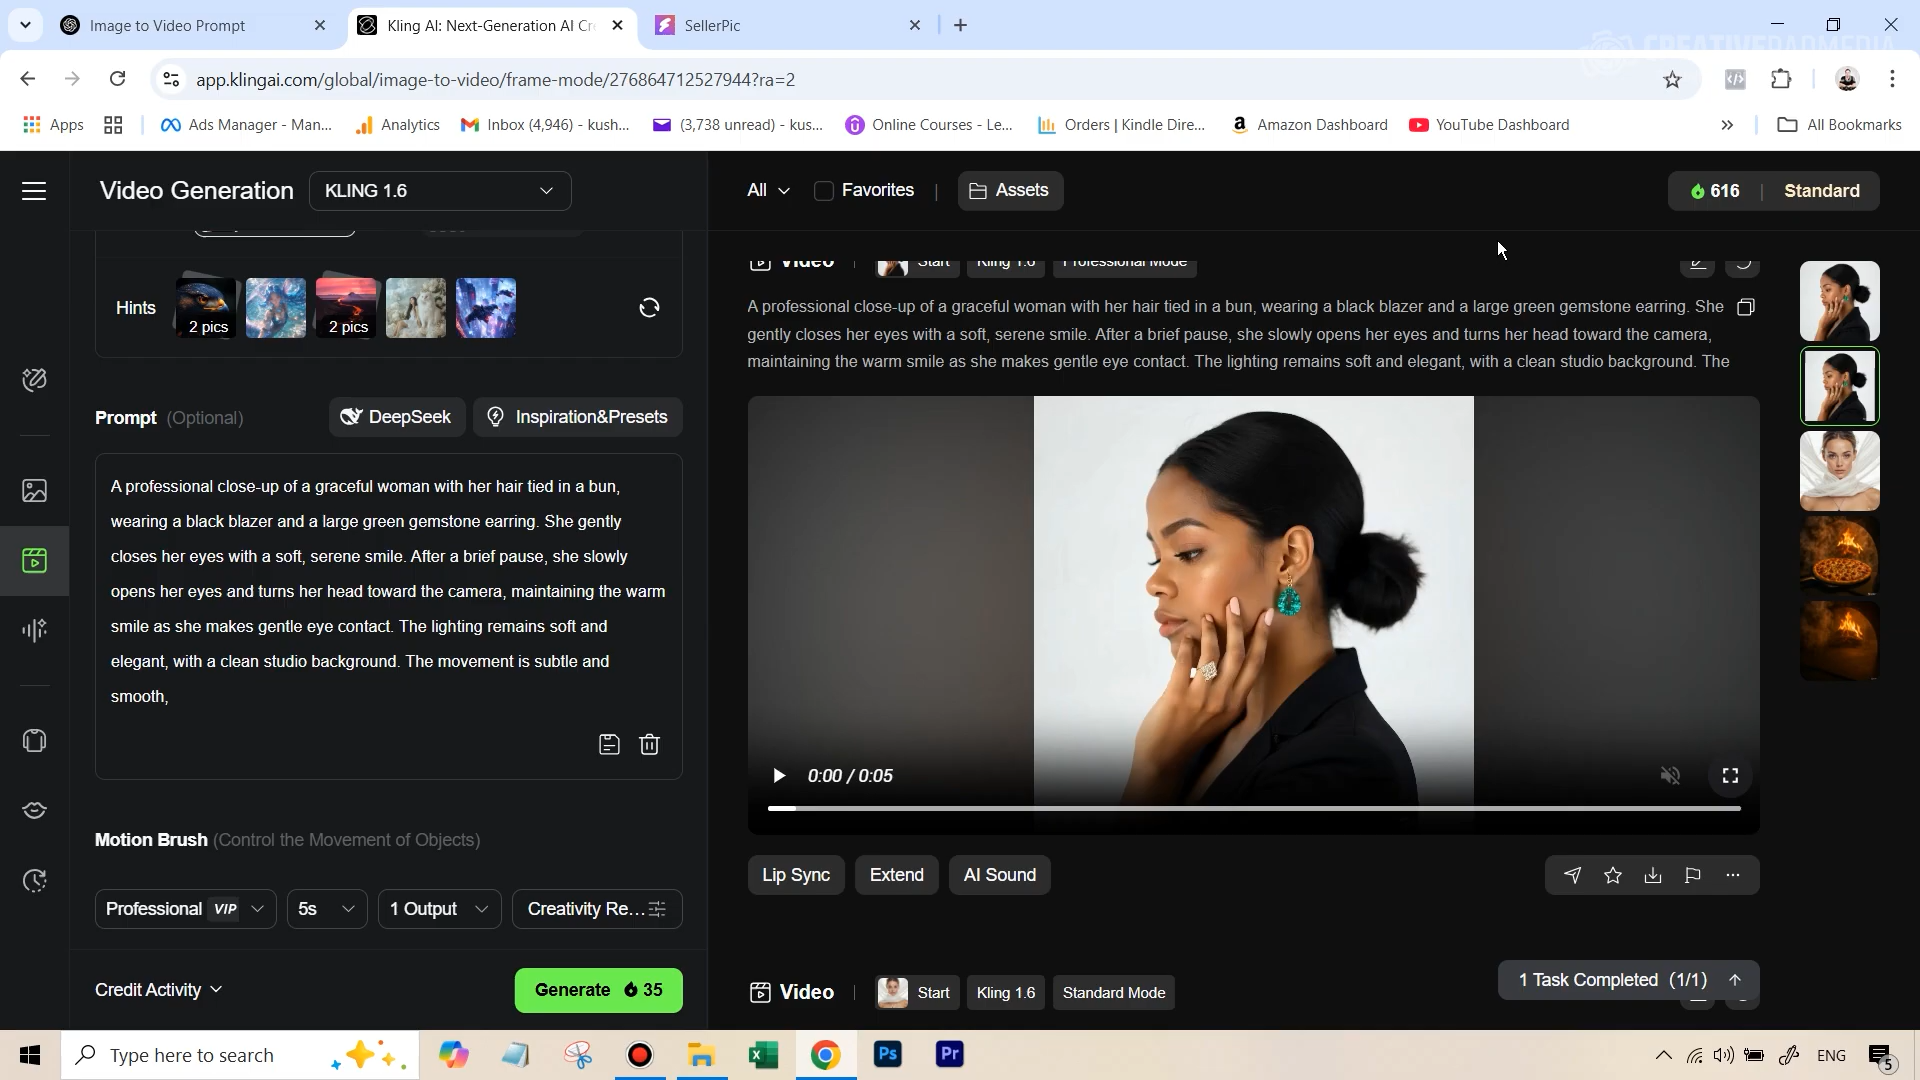 Image to Video Prompt
Kling AI: Next-Generation AI Cr
SellerPic
CREATIVEPADMEDIA
app.klingai.com/global/image-to-video/frame-mode/276864712527944?ra=2
Apps
Ads Manager - Man...
Analytics
Inbox (4,946) - kush...
(3,738 unread) - kus...
Online Courses - Le...
Orders | Kindle Dire...
Amazon Dashboard
YouTube Dashboard
All Bookmarks
Video Generation
KLING 1.6
All
Favorites
Assets
616
Standard
Hints
2 pics
2 pics
Prompt (Optional)
DeepSeek
Inspiration&Presets
A professional close-up of a graceful woman with her hair tied in a bun,
wearing a black blazer and a large green gemstone earring. She gently
closes her eyes with a soft, serene smile. After a brief pause, she slowly
opens her eyes and turns her head toward the camera, maintaining the warm
smile as she makes gentle eye contact. The lighting remains soft and
elegant, with a clean studio background. The movement is subtle and
smooth,
Motion Brush (Control the Movement of Objects)
Professional VIP
5s
1 Output
Creativity Re...
Credit Activity
Generate 35
Video
Start
Kling 1.6
Professional Mode
A professional close-up of a graceful woman with her hair tied in a bun, wearing a black blazer and a large green gemstone earring. She
gently closes her eyes with a soft, serene smile. After a brief pause, she slowly opens her eyes and turns her head toward the camera,
maintaining the warm smile as she makes gentle eye contact. The lighting remains soft and elegant, with a clean studio background. The
0:00 / 0:05
Lip Sync
Extend
AI Sound
Video
Start
Kling 1.6
Standard Mode
1 Task Completed (1/1)
Type here to search
Ps
Pr
ENG
5